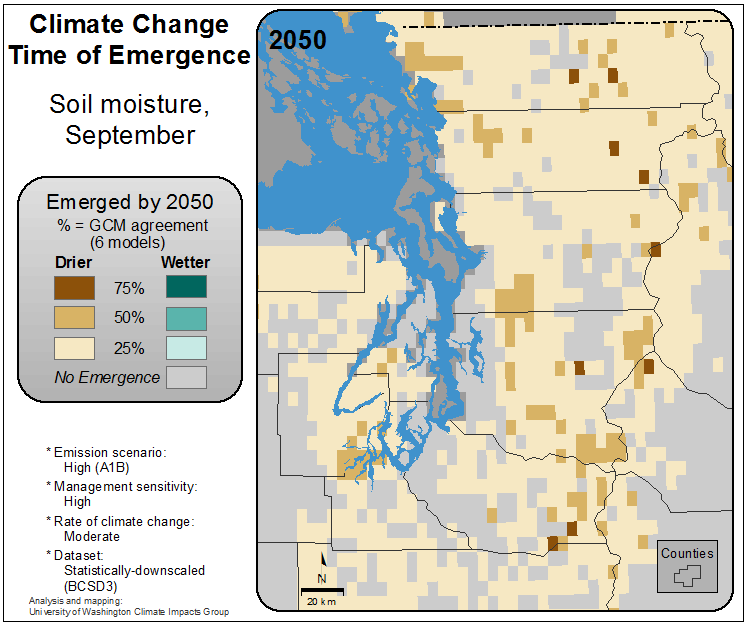 Climate Change
Time of Emergence
Soil moisture,
September
Emerged by 2050
% = GCM agreement
(6 models)
Drier Wetter
75%
50%
25%
No Emergence
* Emission scenario:
High (A1B)
* Management sensitivity:
High
* Rate of climate change:
Moderate
* Dataset:
Statistically-downscaled
(BCSD3)
Analysis and mapping:
University of Washington Climate Impacts Group
2050
N
20 km
Counties